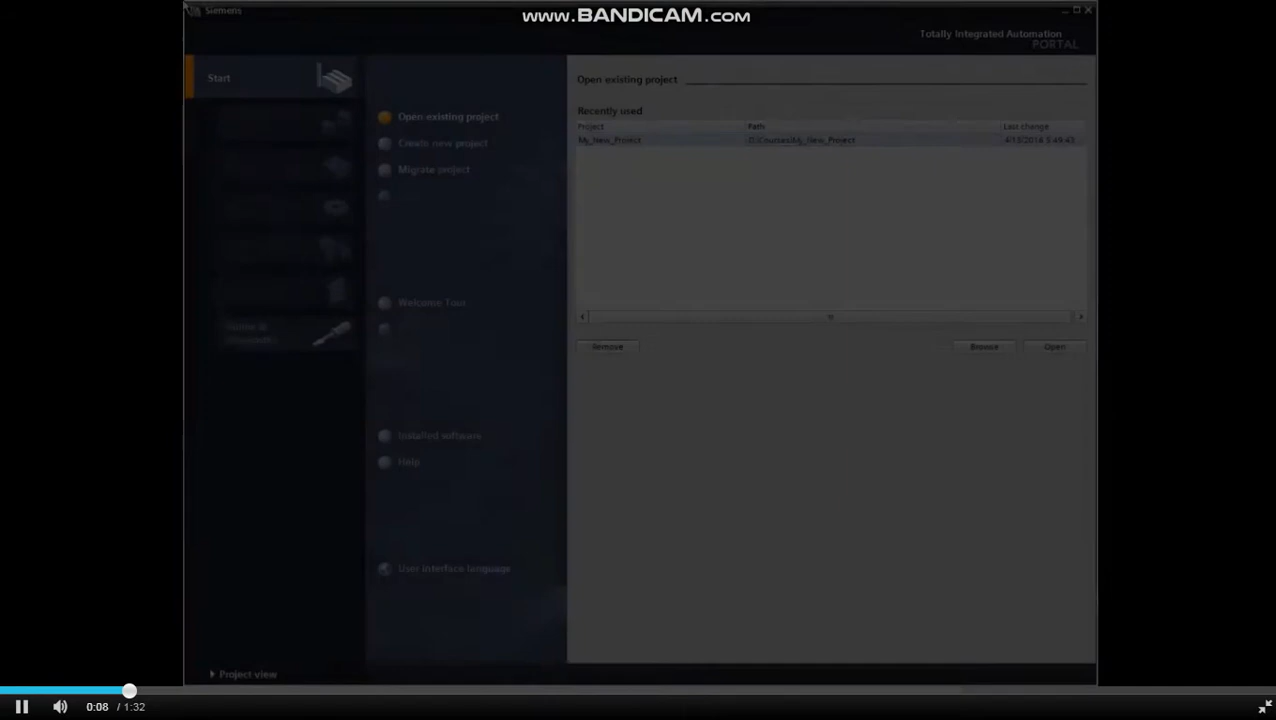 Siemens
www.BANDICAM.com
Totally Integrated Automation
PORTAL
Start
Open existing project
Create new project
Migrate project
Welcome Tour
Installed software
Help
User interface language
Open existing project
Recently used
Project Path Last change
My_New_Project D:\Courses\My_New_Project
Remove Browse Open
Project view
0:08 / 1:32